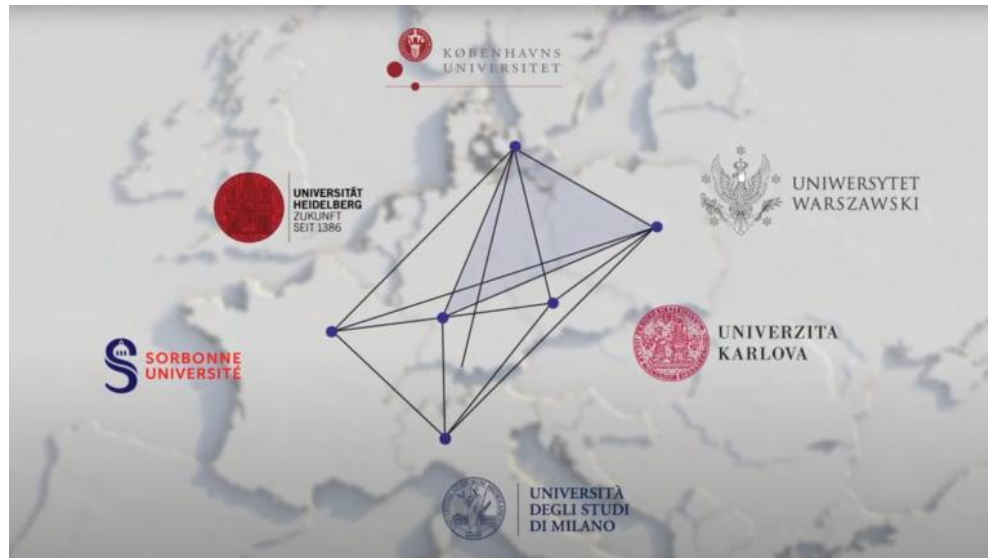 KØBENHAVNS
UNIVERSITET
UNIVERSITÄT
HEIDELBERG
ZUKUNFT
SEIT 1386
UNIWERSYTET
WARSZAWSKI
SORBONNE
UNIVERSITÉ
UNIVERZITA
KARLOVA
UNIVERSITÀ
DEGLI STUDI
DI MILANO